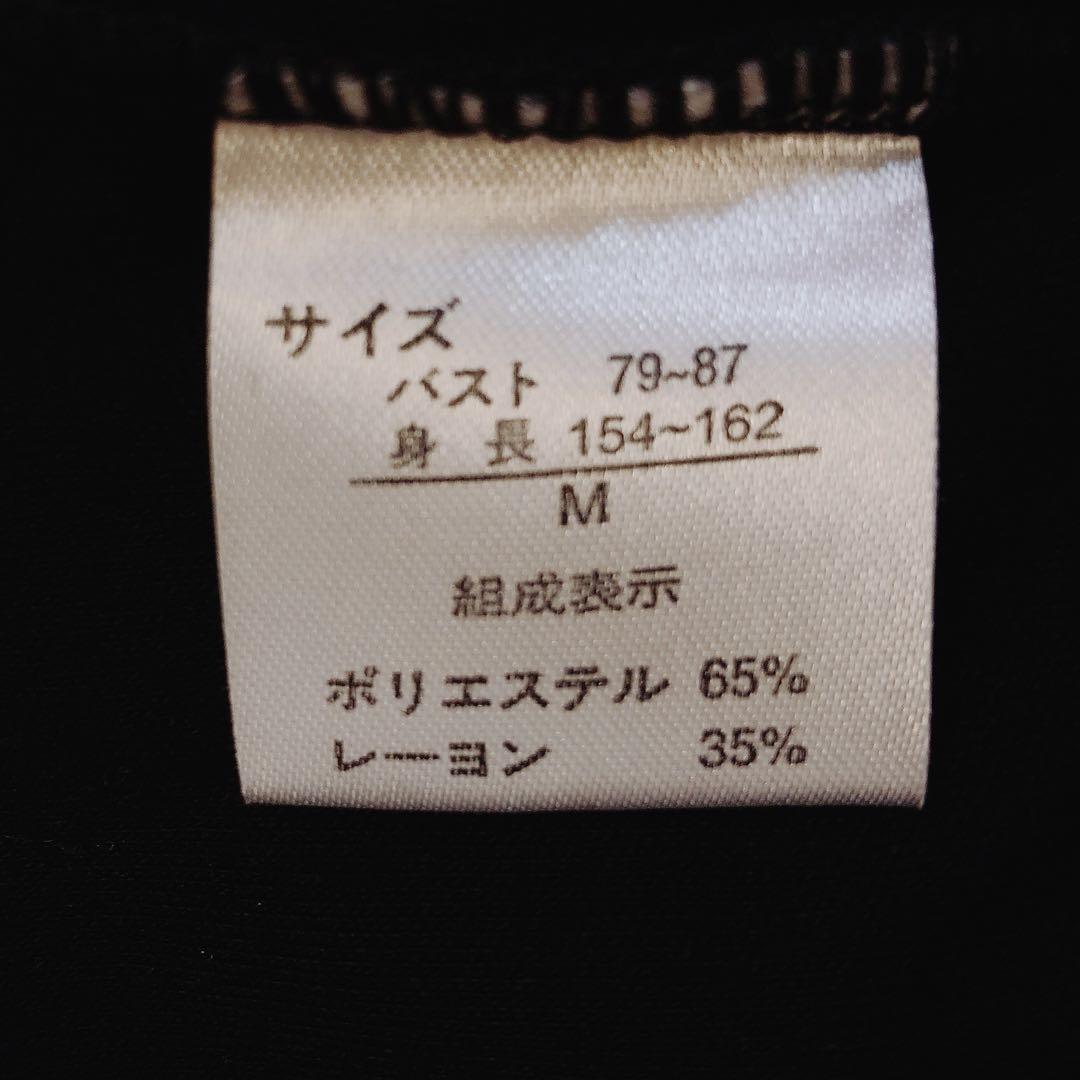 サイズ
バスト 79~87
身長 154~162
M
組成表示
ポリエステル 65%
レーヨン 35%